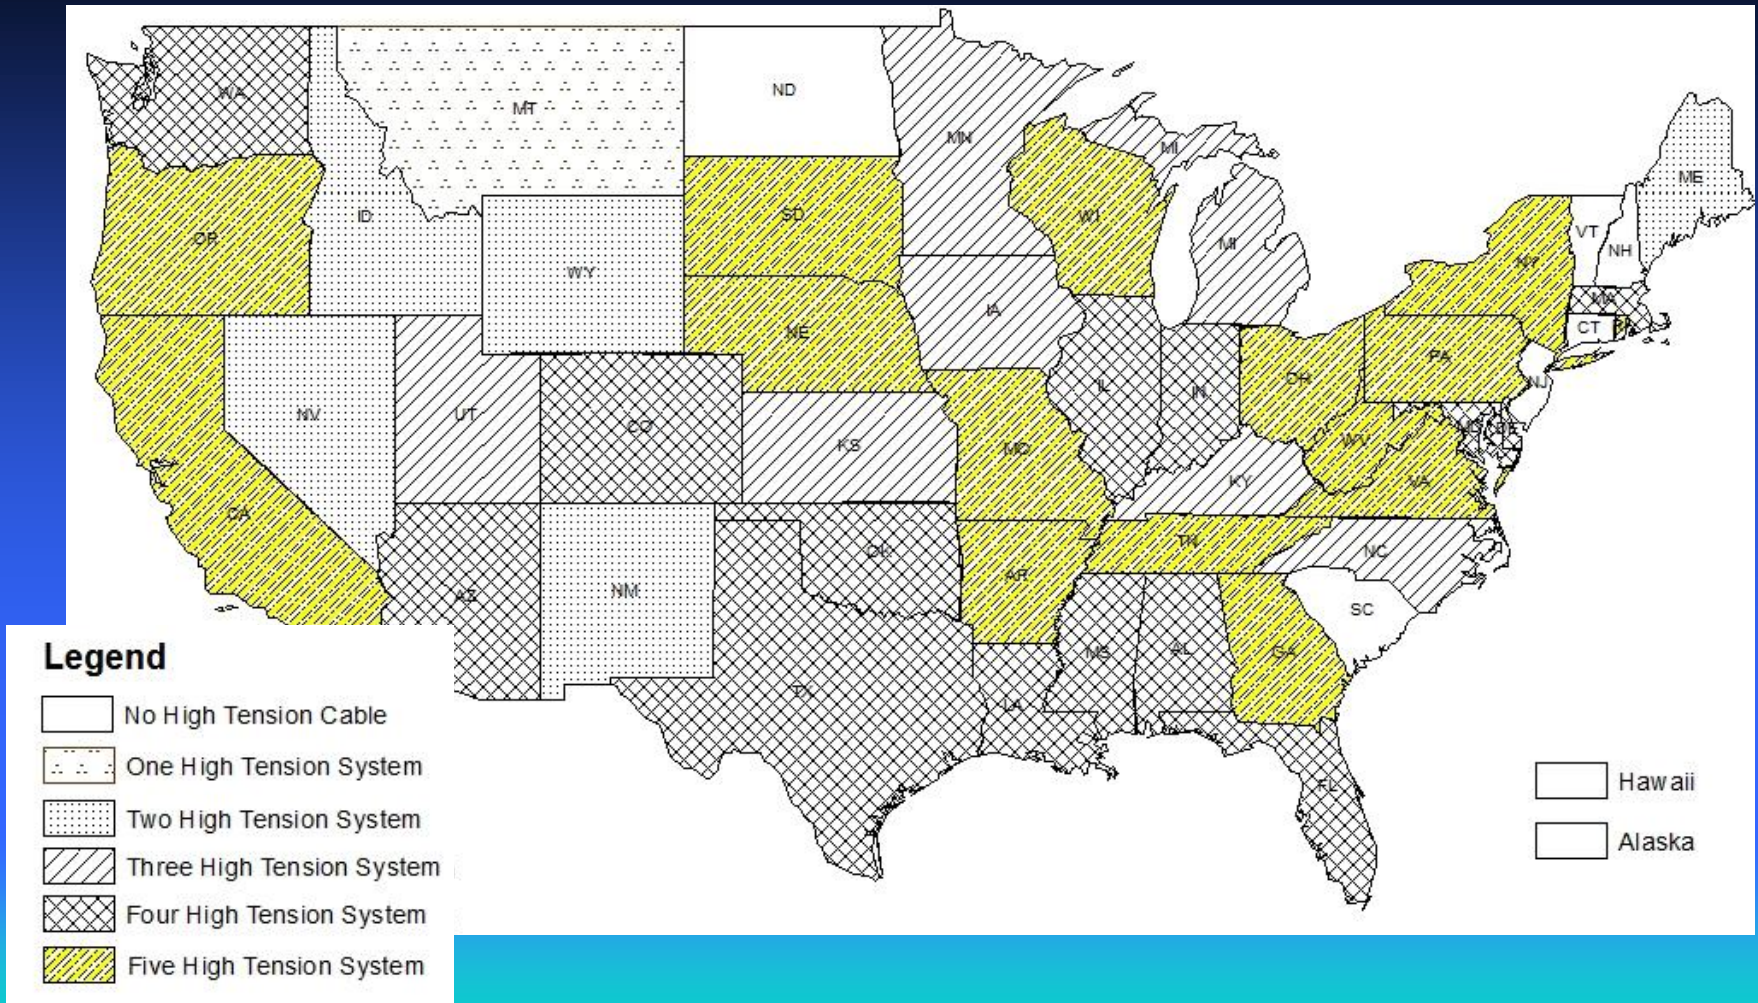 WA
MT
ND
MN
MI
ME
OR
ID
WY
SD
WI
MI
NY
VT
NH
MA
CT
RI
NV
UT
CO
NE
IA
KS
IL
IN
OH
PA
NJ
CA
MO
KY
WV
VA
MD
DE
AZ
NM
OK
AR
TN
NC
SC
TX
LA
MS
AL
GA
FL
Legend
No High Tension Cable
One High Tension System
Two High Tension System
Three High Tension System
Four High Tension System
Five High Tension System
Hawaii
Alaska